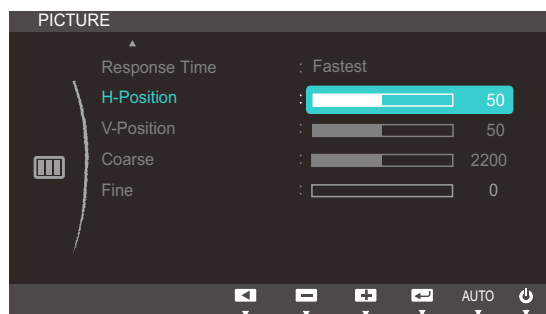 PICTURE
Response Time : Fastest
H-Position : 50
V-Position : 50
Coarse : 2200
Fine : 0
AUTO